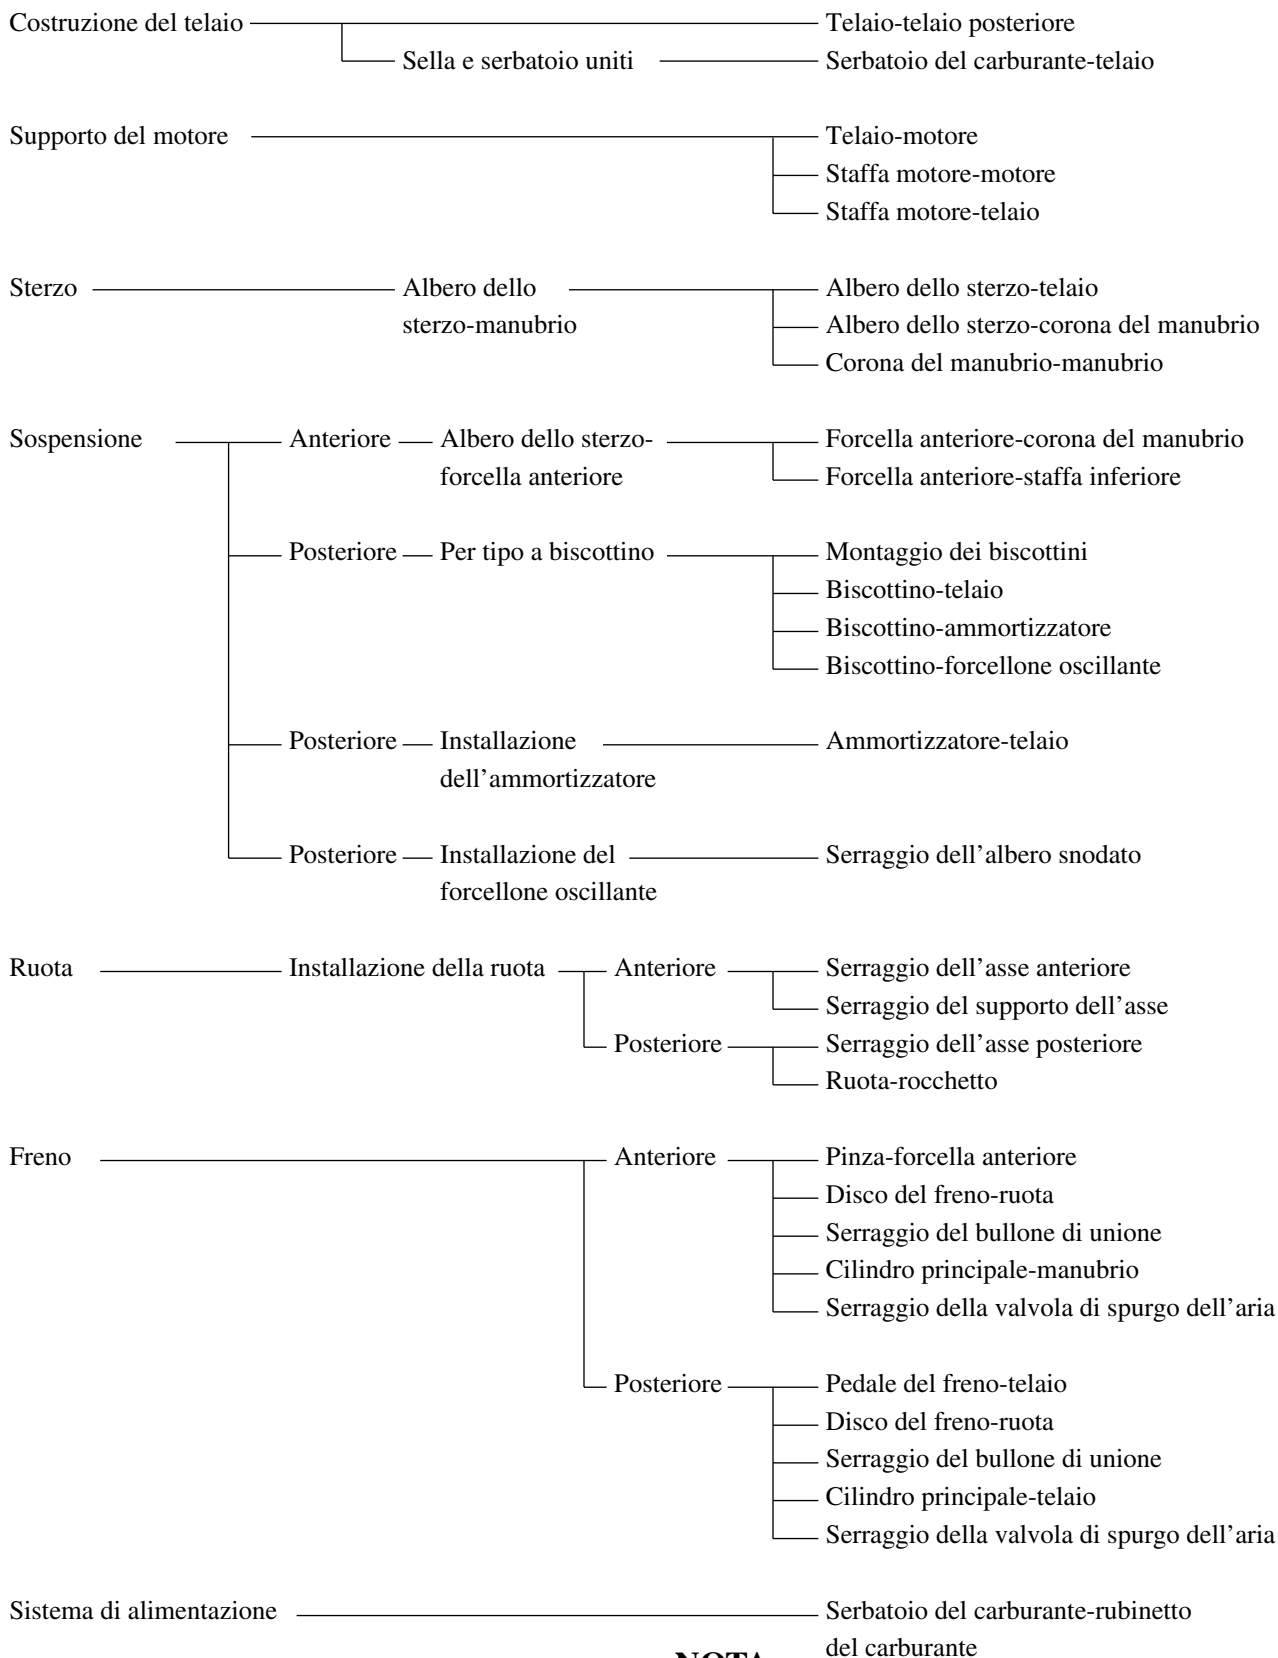 Costruzione del telaio Telaio-telaio posteriore
Sella e serbatoio uniti Serbatoio del carburante-telaio
Supporto del motore Telaio-motore
Staffa motore-motore
Staffa motore-telaio
Sterzo Albero dello Albero dello sterzo-telaio
sterzo-manubrio Albero dello sterzo-corona del manubrio
Corona del manubrio-manubrio
Sospensione Anteriore Albero dello sterzo- Forcella anteriore-corona del manubrio
forcella anteriore Forcella anteriore-staffa inferiore
Posteriore Per tipo a biscottino Montaggio dei biscottini
Biscottino-telaio
Biscottino-ammortizzatore
Biscottino-forcellone oscillante
Posteriore Installazione Ammortizzatore-telaio
dell’ammortizzatore
Posteriore Installazione del Serraggio dell’albero snodato
forcellone oscillante
Ruota Installazione della ruota Anteriore Serraggio dell’asse anteriore
Serraggio del supporto dell’asse
Posteriore Serraggio dell’asse posteriore
Ruota-rocchetto
Freno Anteriore Pinza-forcella anteriore
Disco del freno-ruota
Serraggio del bullone di unione
Cilindro principale-manubrio
Serraggio della valvola di spurgo dell’aria
Posteriore Pedale del freno-telaio
Disco del freno-ruota
Serraggio del bullone di unione
Cilindro principale-telaio
Serraggio della valvola di spurgo dell’aria
Sistema di alimentazione Serbatoio del carburante-rubinetto
del carburante
NOTA